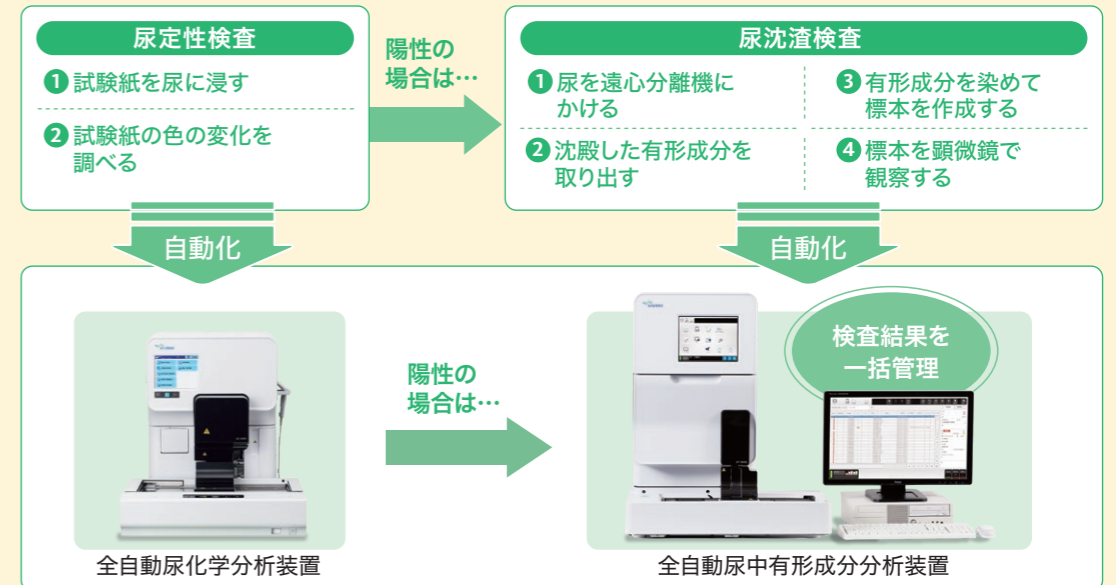 尿定性検査
❶試験紙を尿に浸す
❷試験紙の色の変化を
調べる
陽性の
場合は…
尿沈渣検査
❶尿を遠心分離機に
かける
❷沈殿した有形成分を
取り出す
❸有形成分を染めて
標本を作成する
❹標本を顕微鏡で
観察する
自動化
自動化
陽性の
場合は…
検査結果を
一括管理
全自動尿化学分析装置
全自動尿中有形成分分析装置